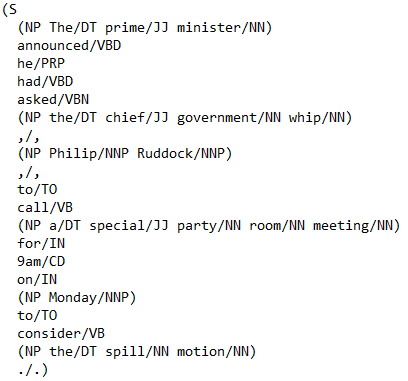 (S
(NP The/DT prime/JJ minister/NN)
announced/VBD
he/PRP
had/VBD
asked/VBN
(NP the/DT chief/JJ government/NN whip/NN)
,/,
(NP Philip/NNP Ruddock/NNP)
,/,
to/TO
call/VB
(NP a/DT special/JJ party/NN room/NN meeting/NN)
for/IN
9am/CD
on/IN
(NP Monday/NNP)
to/TO
consider/VB
(NP the/DT spill/NN motion/NN)
./.)